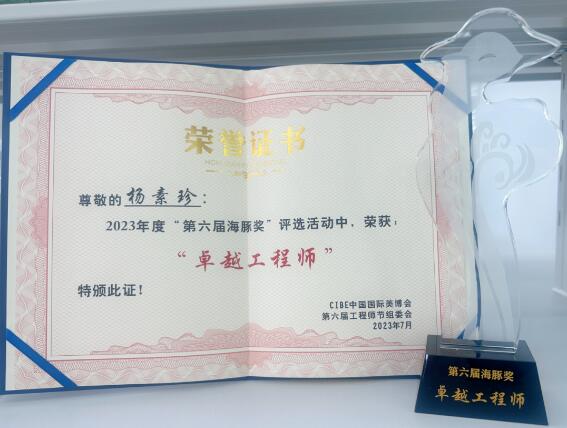 荣誉证书
尊敬的杨素珍：
2023年度“第六届海豚奖”评选活动中，荣获：
“卓越工程师”
特颁此证！
CIBE中国国际美博会
第六届工程师节组委会
2023年7月
第六届海豚奖
卓越工程师